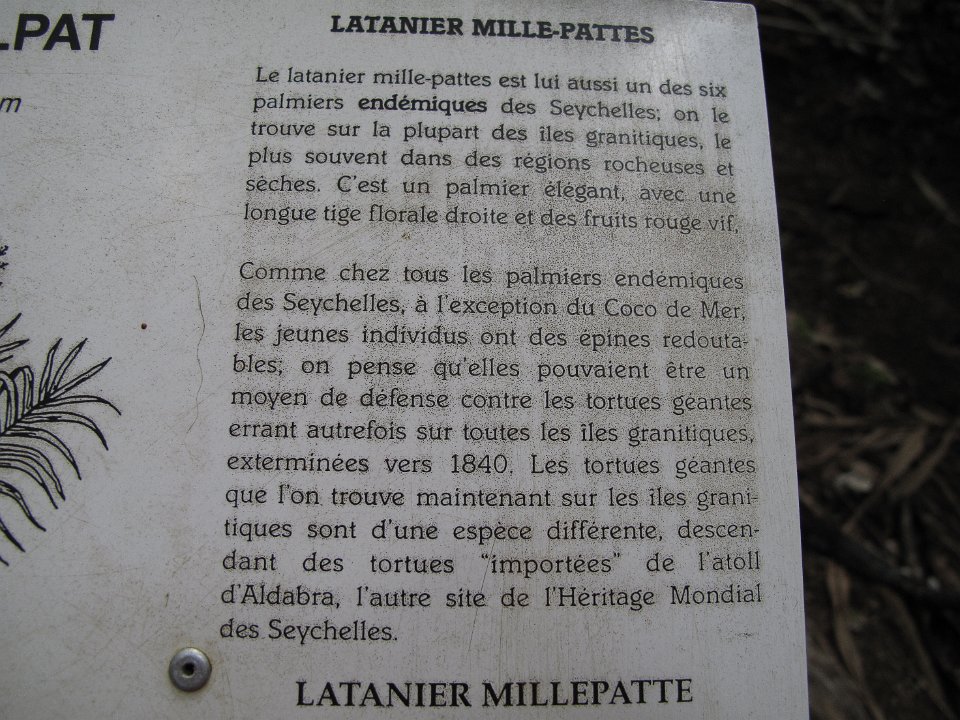 LPAT
m
LATANIER MILLE-PATTES
Le latanier mille-pattes est lui aussi un des six
palmiers endémiques des Seychelles; on le
trouve sur la plupart des îles granitiques, le
plus souvent dans des régions rocheuses et
sèches. C'est un palmier élégant, avec une
longue tige florale droite et des fruits rouge vif.
Comme chez tous les palmiers endémiques
des Seychelles, à l'exception du Coco de Mer,
les jeunes individus ont des épines redouta-
bles; on pense qu'elles pouvaient être un
moyen de défense contre les tortues géantes
errant autrefois sur toutes les îles granitiques,
exterminées vers 1840. Les tortues géantes
que l'on trouve maintenant sur les îles grani-
tiques sont d'une espèce différente, descen-
dant des tortues "importées" de l'atoll
d'Aldabra, l'autre site de l'Héritage Mondial
des Seychelles.
LATANIER MILLEPATTE